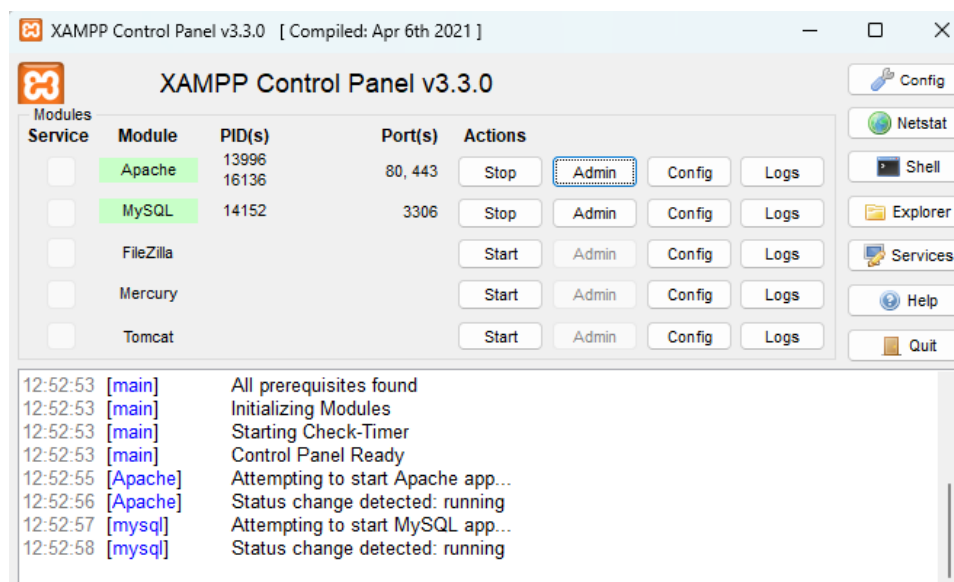 XAMPP Control Panel v3.3.0 [ Compiled: Apr 6th 2021 ]
XAMPP Control Panel v3.3.0
Config
Netstat
Shell
Explorer
Services
Help
Quit
Modules
Service Module PID(s) Port(s) Actions
Apache 13996 16136 80, 443 Stop Admin Config Logs
MySQL 14152 3306 Stop Admin Config Logs
FileZilla Start Admin Config Logs
Mercury Start Admin Config Logs
Tomcat Start Admin Config Logs
12:52:53 [main] All prerequisites found
12:52:53 [main] Initializing Modules
12:52:53 [main] Starting Check-Timer
12:52:53 [main] Control Panel Ready
12:52:55 [Apache] Attempting to start Apache app...
12:52:56 [Apache] Status change detected: running
12:52:57 [mysql] Attempting to start MySQL app...
12:52:58 [mysql] Status change detected: running